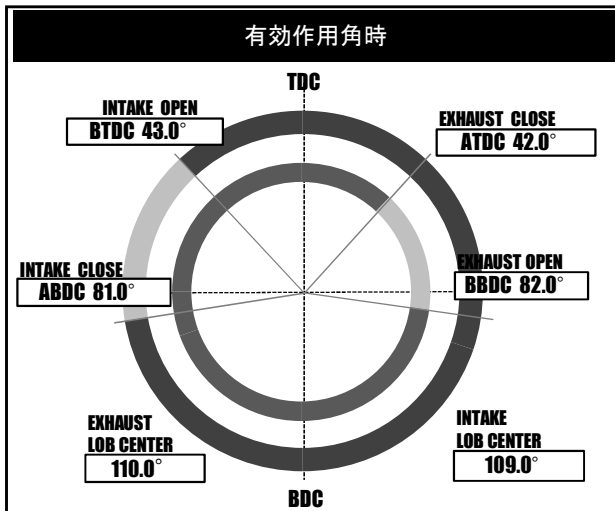 有効作用角時
TDC
INTAKE OPEN
BTDC 43.0°
EXHAUST CLOSE
ATDC 42.0°
INTAKE CLOSE
ABDC 81.0°
EXHAUST OPEN
BBDC 82.0°
EXHAUST
LOB CENTER
110.0°
INTAKE
LOB CENTER
109.0°
BDC